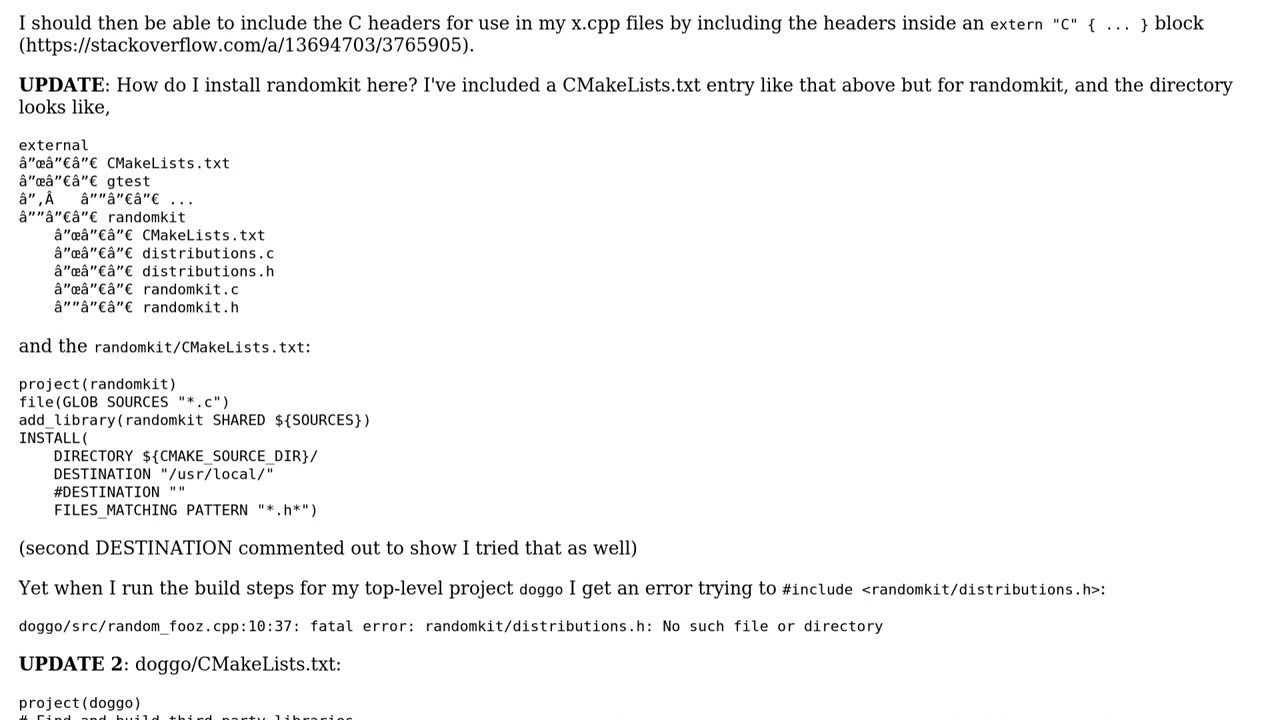 I should then be able to include the C headers for use in my x.cpp files by including the headers inside an extern "C" { ... } block
(https://stackoverflow.com/a/13694703/3765905).
UPDATE: How do I install randomkit here? I've included a CMakeLists.txt entry like that above but for randomkit, and the directory
looks like,
external
â”œâ”€â”€ CMakeLists.txt
â”œâ”€â”€ gtest
â”‚Â   â””â”€â”€ ...
â””â”€â”€ randomkit
    â”œâ”€â”€ CMakeLists.txt
    â”œâ”€â”€ distributions.c
    â”œâ”€â”€ distributions.h
    â”œâ”€â”€ randomkit.c
    â””â”€â”€ randomkit.h
and the randomkit/CMakeLists.txt:
project(randomkit)
file(GLOB SOURCES "*.c")
add_library(randomkit SHARED ${SOURCES})
INSTALL(
    DIRECTORY ${CMAKE_SOURCE_DIR}/
    DESTINATION "/usr/local/"
    #DESTINATION ""
    FILES_MATCHING PATTERN "*.h*")
(second DESTINATION commented out to show I tried that as well)
Yet when I run the build steps for my top-level project doggo I get an error trying to #include <randomkit/distributions.h>:
doggo/src/random_fooz.cpp:10:37: fatal error: randomkit/distributions.h: No such file or directory
UPDATE 2: doggo/CMakeLists.txt:
project(doggo)
# Find and build third party libraries